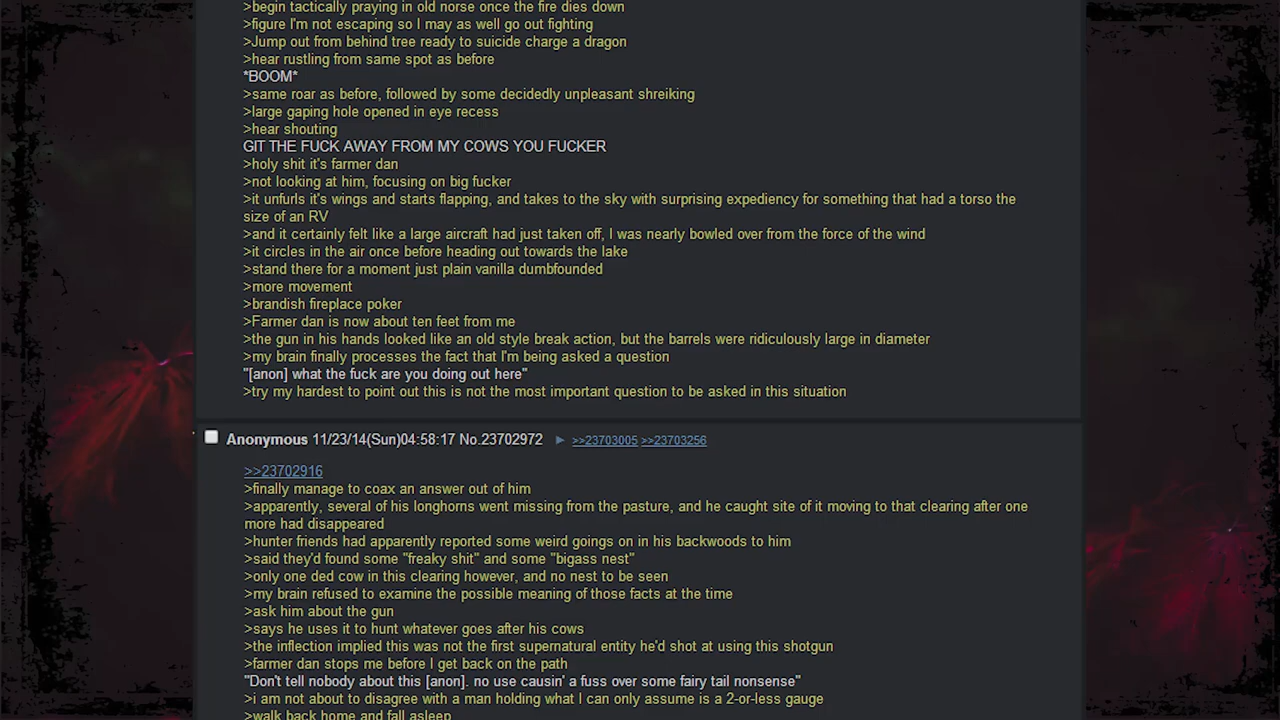 >begin tactically praying in old norse once the fire dies down
>figure I'm not escaping so I may as well go out fighting
>Jump out from behind tree ready to suicide charge a dragon
>hear rustling from same spot as before
*BOOM*
>same roar as before, followed by some decidedly unpleasant shreiking
>large gaping hole opened in eye recess
>hear shouting
GIT THE FUCK AWAY FROM MY COWS YOU FUCKER
>holy shit it's farmer dan
>not looking at him, focusing on big fucker
>it unfurls it's wings and starts flapping, and takes to the sky with surprising expediency for something that had a torso the
size of an RV
>and it certainly felt like a large aircraft had just taken off, I was nearly bowled over from the force of the wind
>it circles in the air once before heading out towards the lake
>stand there for a moment just plain vanilla dumbfounded
>more movement
>brandish fireplace poker
>Farmer dan is now about ten feet from me
>the gun in his hands looked like an old style break action, but the barrels were ridiculously large in diameter
>my brain finally processes the fact that I'm being asked a question
"[anon] what the fuck are you doing out here"
>try my hardest to point out this is not the most important question to be asked in this situation
Anonymous 11/23/14(Sun)04:58:17 No.23702972 ► >>23703005 >>23703256
>>23702916
>finally manage to coax an answer out of him
>apparently, several of his longhorns went missing from the pasture, and he caught site of it moving to that clearing after one
more had disappeared
>hunter friends had apparently reported some weird goings on in his backwoods to him
>said they'd found some "freaky shit" and some "bigass nest"
>only one ded cow in this clearing however, and no nest to be seen
>my brain refused to examine the possible meaning of those facts at the time
>ask him about the gun
>says he uses it to hunt whatever goes after his cows
>the inflection implied this was not the first supernatural entity he'd shot at using this shotgun
>farmer dan stops me before I get back on the path
"Don't tell nobody about this [anon]. no use causin' a fuss over some fairy tail nonsense"
>i am not about to disagree with a man holding what I can only assume is a 2-or-less gauge
>walk back home and fall asleep